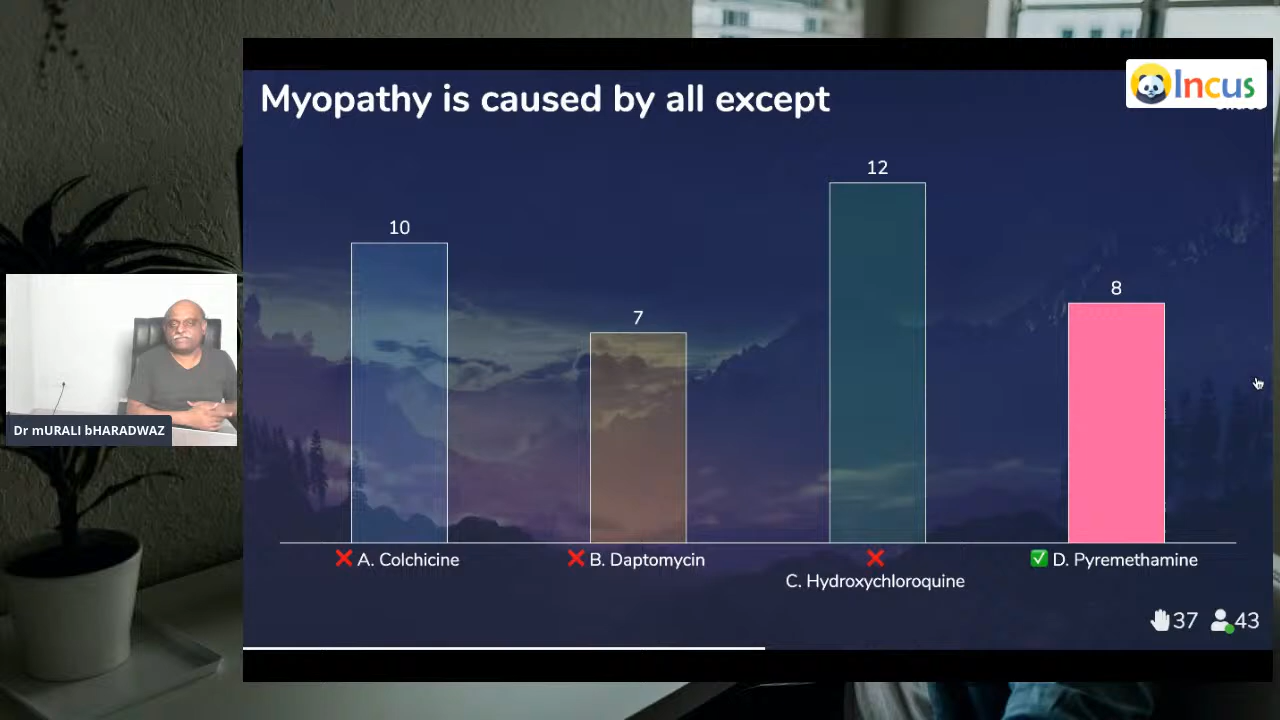 Myopathy is caused by all except
Incus
12
10
8
7
❌ A. Colchicine
❌ B. Daptomycin
❌
C. Hydroxychloroquine
✅ D. Pyremethamine
37 43
Dr mURALI bHARADWAZ